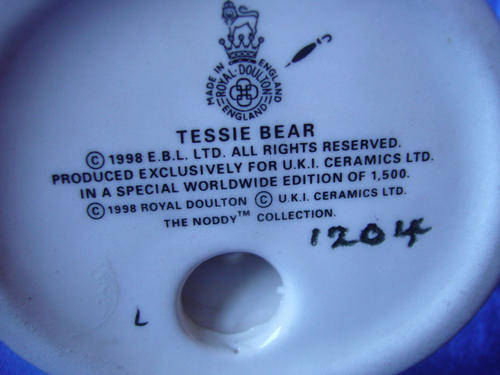 MADE IN ENGLAND
ROYAL·DOULTON
ENGLAND
TESSIE BEAR
© 1998 E.B.L. LTD. ALL RIGHTS RESERVED.
PRODUCED EXCLUSIVELY FOR U.K.I. CERAMICS LTD.
IN A SPECIAL WORLDWIDE EDITION OF 1,500.
© 1998 ROYAL DOULTON © U.K.I. CERAMICS LTD.
THE NODDY™ COLLECTION.
1204
L